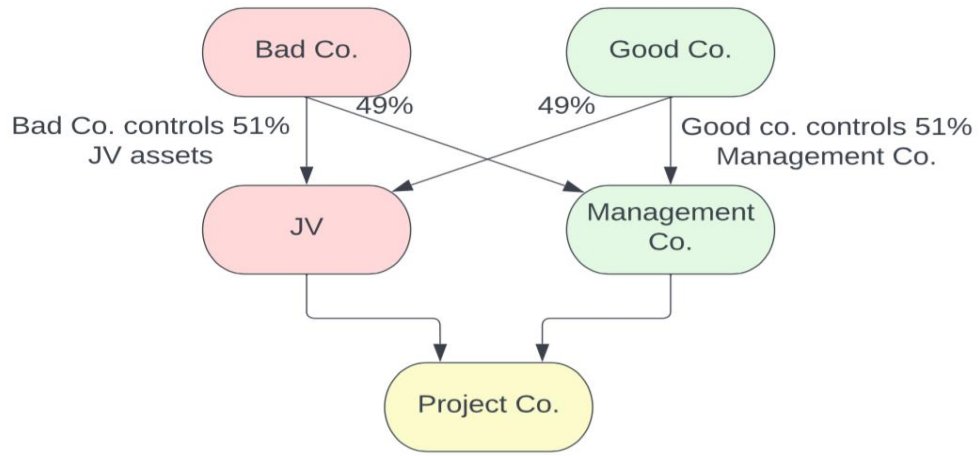 Bad Co.
Good Co.
49%
49%
Bad Co. controls 51%
JV assets
Good co. controls 51%
Management Co.
JV
Management
Co.
Project Co.